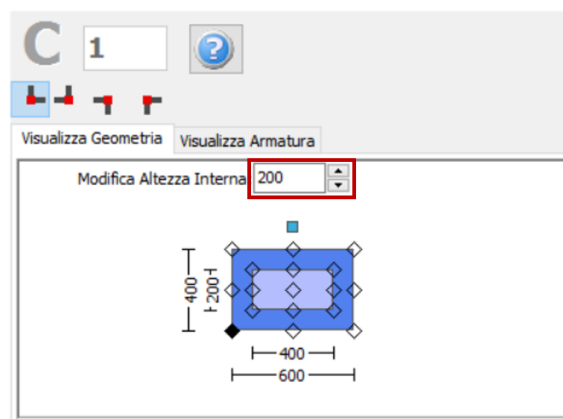 C 1 ?
Visualizza Geometria Visualizza Armatura
Modifica Altezza Interna 200
400
200
400
600